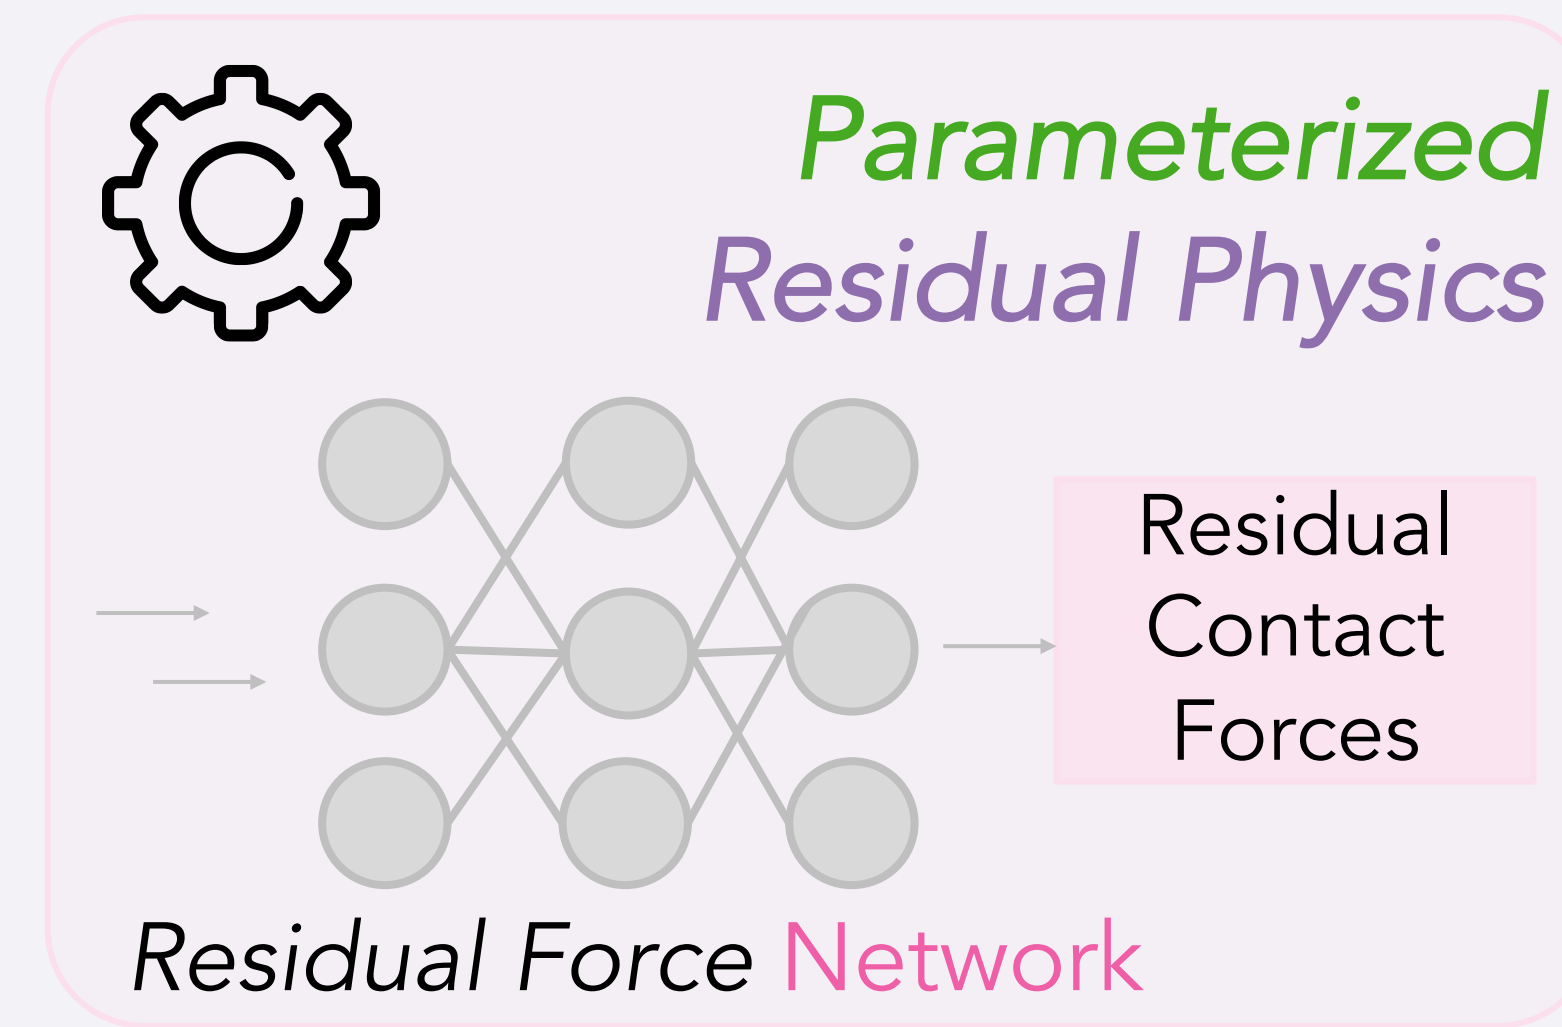 Parameterized
Residual Physics
Residual
Contact
Forces
Residual Force Network